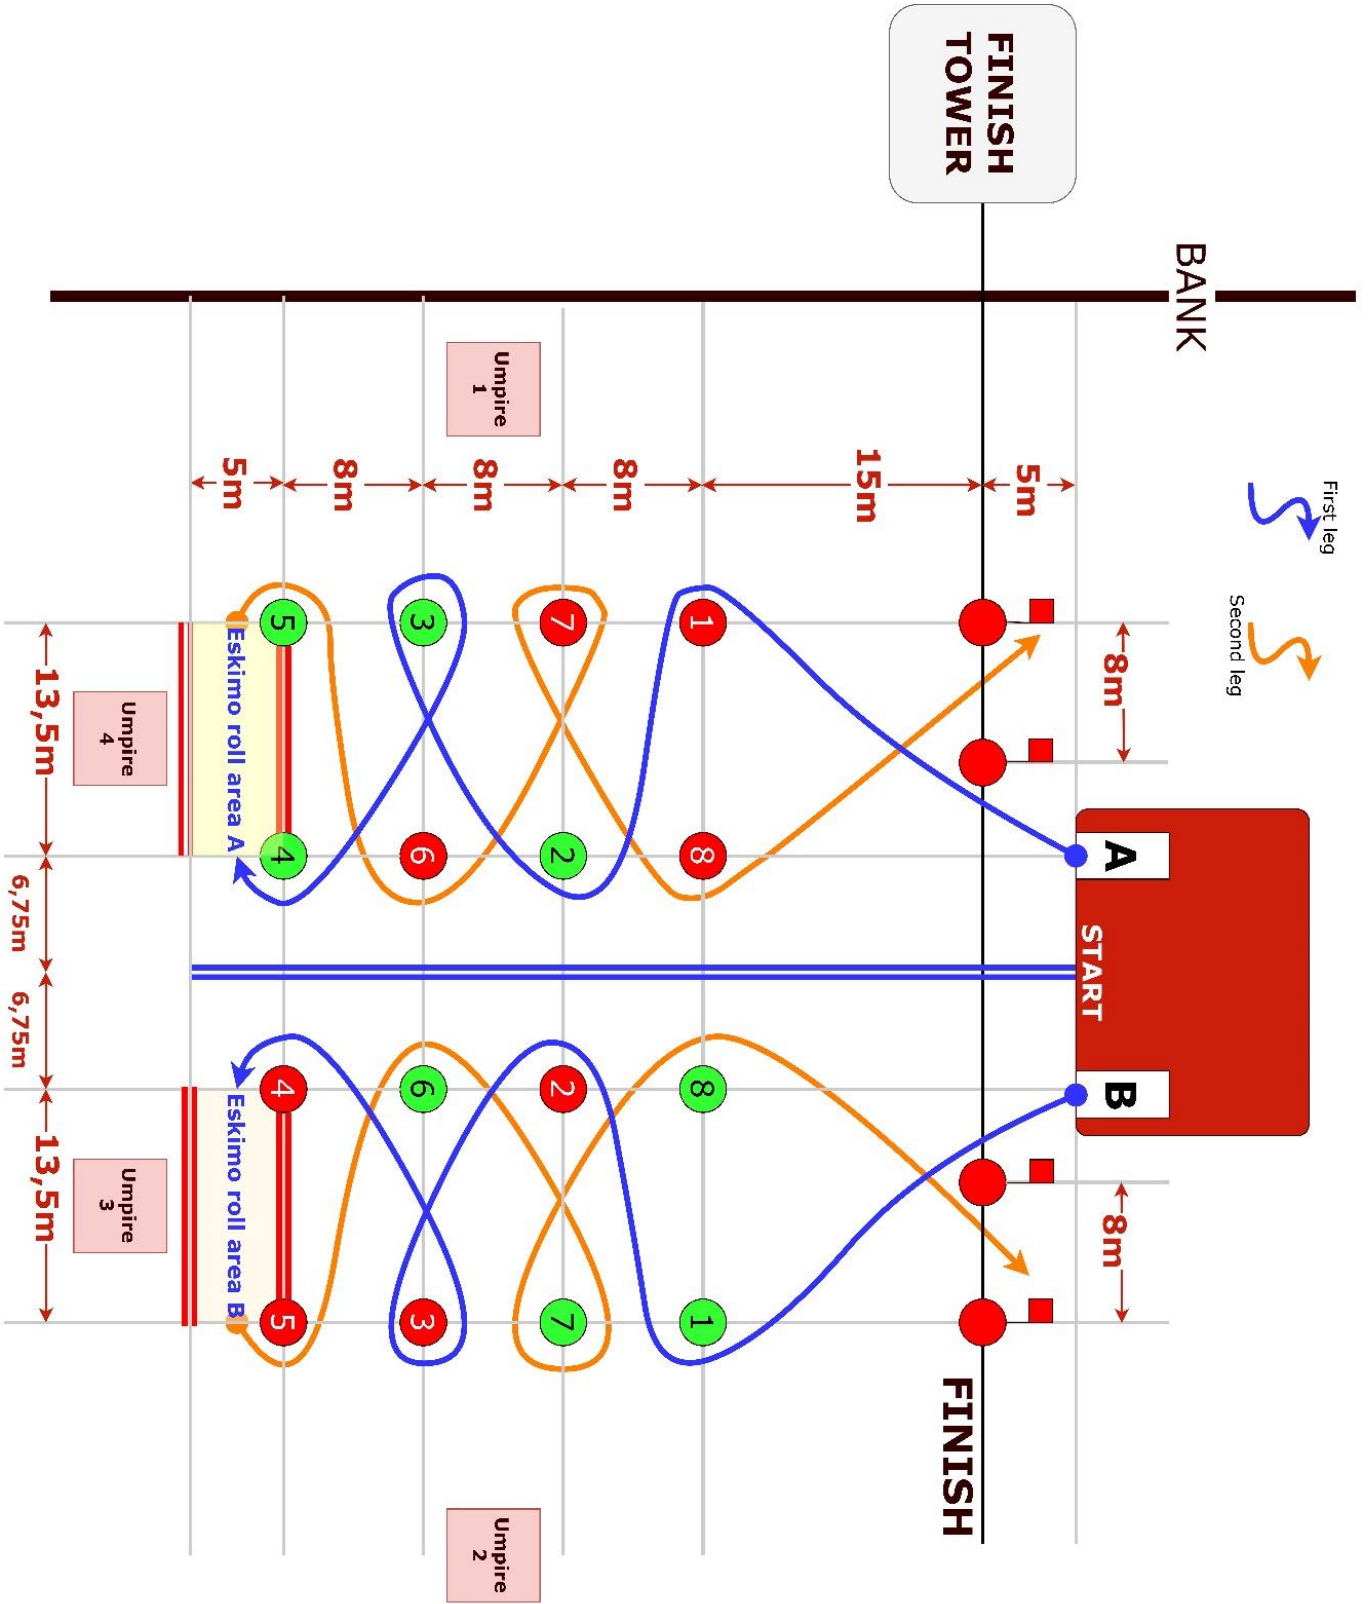 FINISH
TOWER
BANK
First leg
Second leg
Umpire
1
5m
8m
8m
8m
15m
5m
8m
5
3
7
1
4
6
2
8
Eskimo roll area A
Umpire
4
13,5m
6,75m
6,75m
13,5m
A
START
B
4
6
2
8
5
3
7
1
Eskimo roll area B
Umpire
3
8m
FINISH
Umpire
2